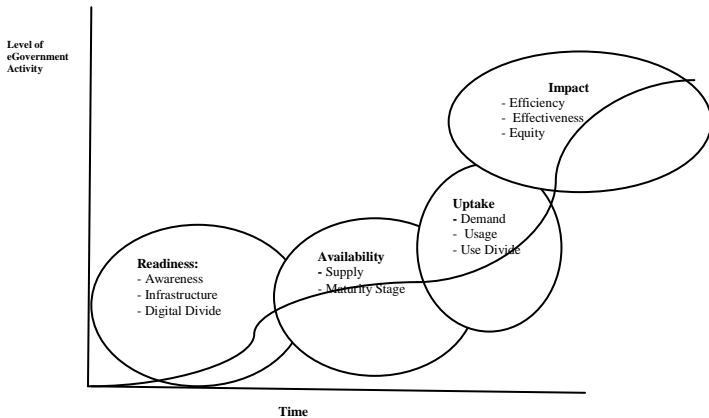 Level of
eGovernment
Activity
Impact
- Efficiency
- Effectiveness
- Equity
Uptake
- Demand
- Usage
- Use Divide
Availability
- Supply
- Maturity Stage
Readiness:
- Awareness
- Infrastructure
- Digital Divide
Time